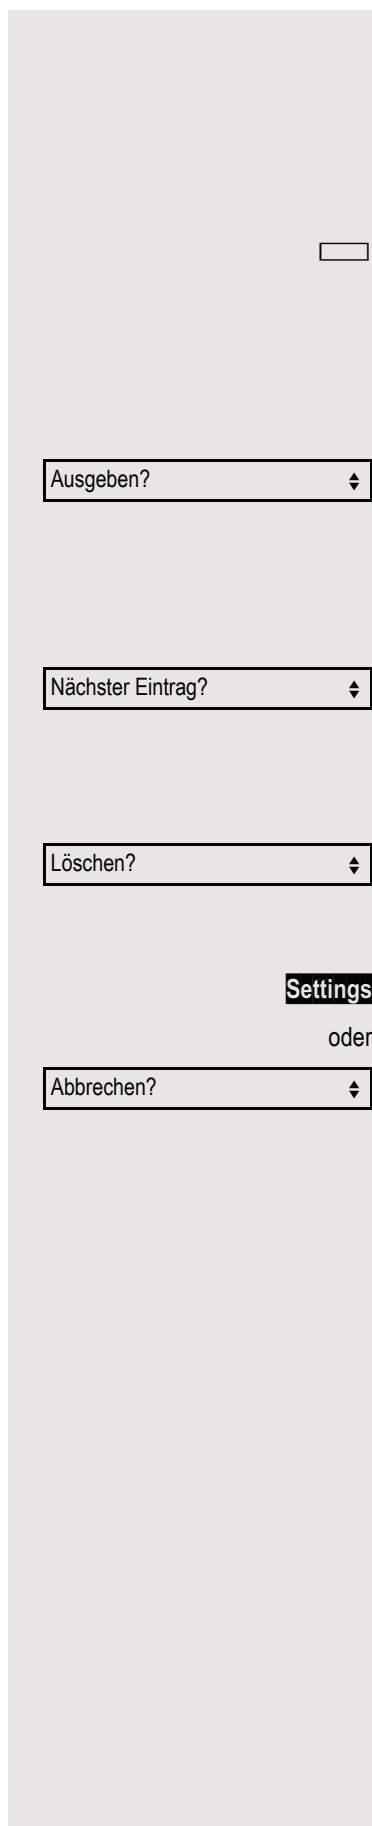 Ausgeben?
Nächster Eintrag?
Löschen?
Settings
oder
Abbrechen?